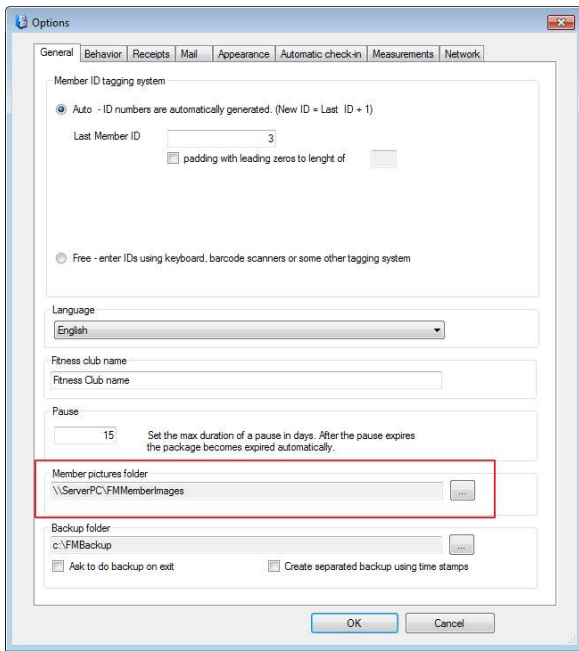 Options
General Behavior Receipts Mail Appearance Automatic check-in Measurements Network
Member ID tagging system
Auto - ID numbers are automatically generated. (New ID = Last ID + 1)
Last Member ID 3
padding with leading zeros to lenght of
Free - enter IDs using keyboard, barcode scanners or some other tagging system
Language
English
Fitness club name
Fitness Club name
Pause
15 Set the max duration of a pause in days. After the pause expires
the package becomes expired automatically.
Member pictures folder
\\ServerPC\FMMemberImages
...
Backup folder
c:\FMBackup
...
Ask to do backup on exit Create separated backup using time stamps
OK Cancel